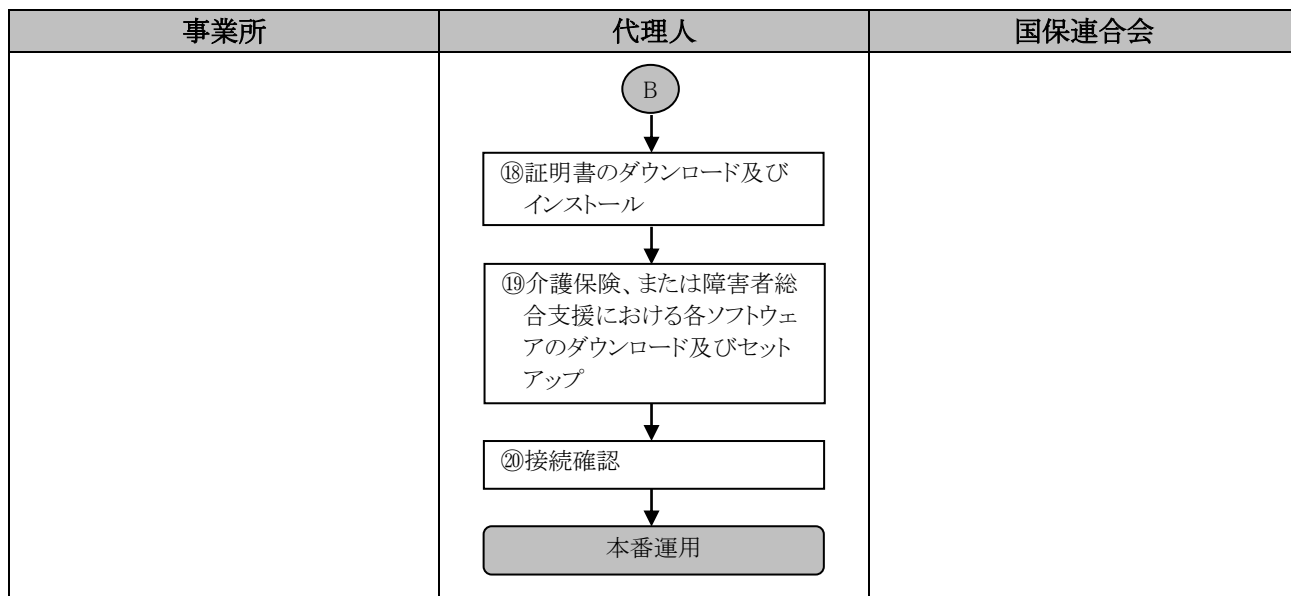 事業所
代理人
国保連合会
B
⑱証明書のダウンロード及び
インストール
⑲介護保険、または障害者総
合支援における各ソフトウェ
アのダウンロード及びセット
アップ
⑳接続確認
本番運用